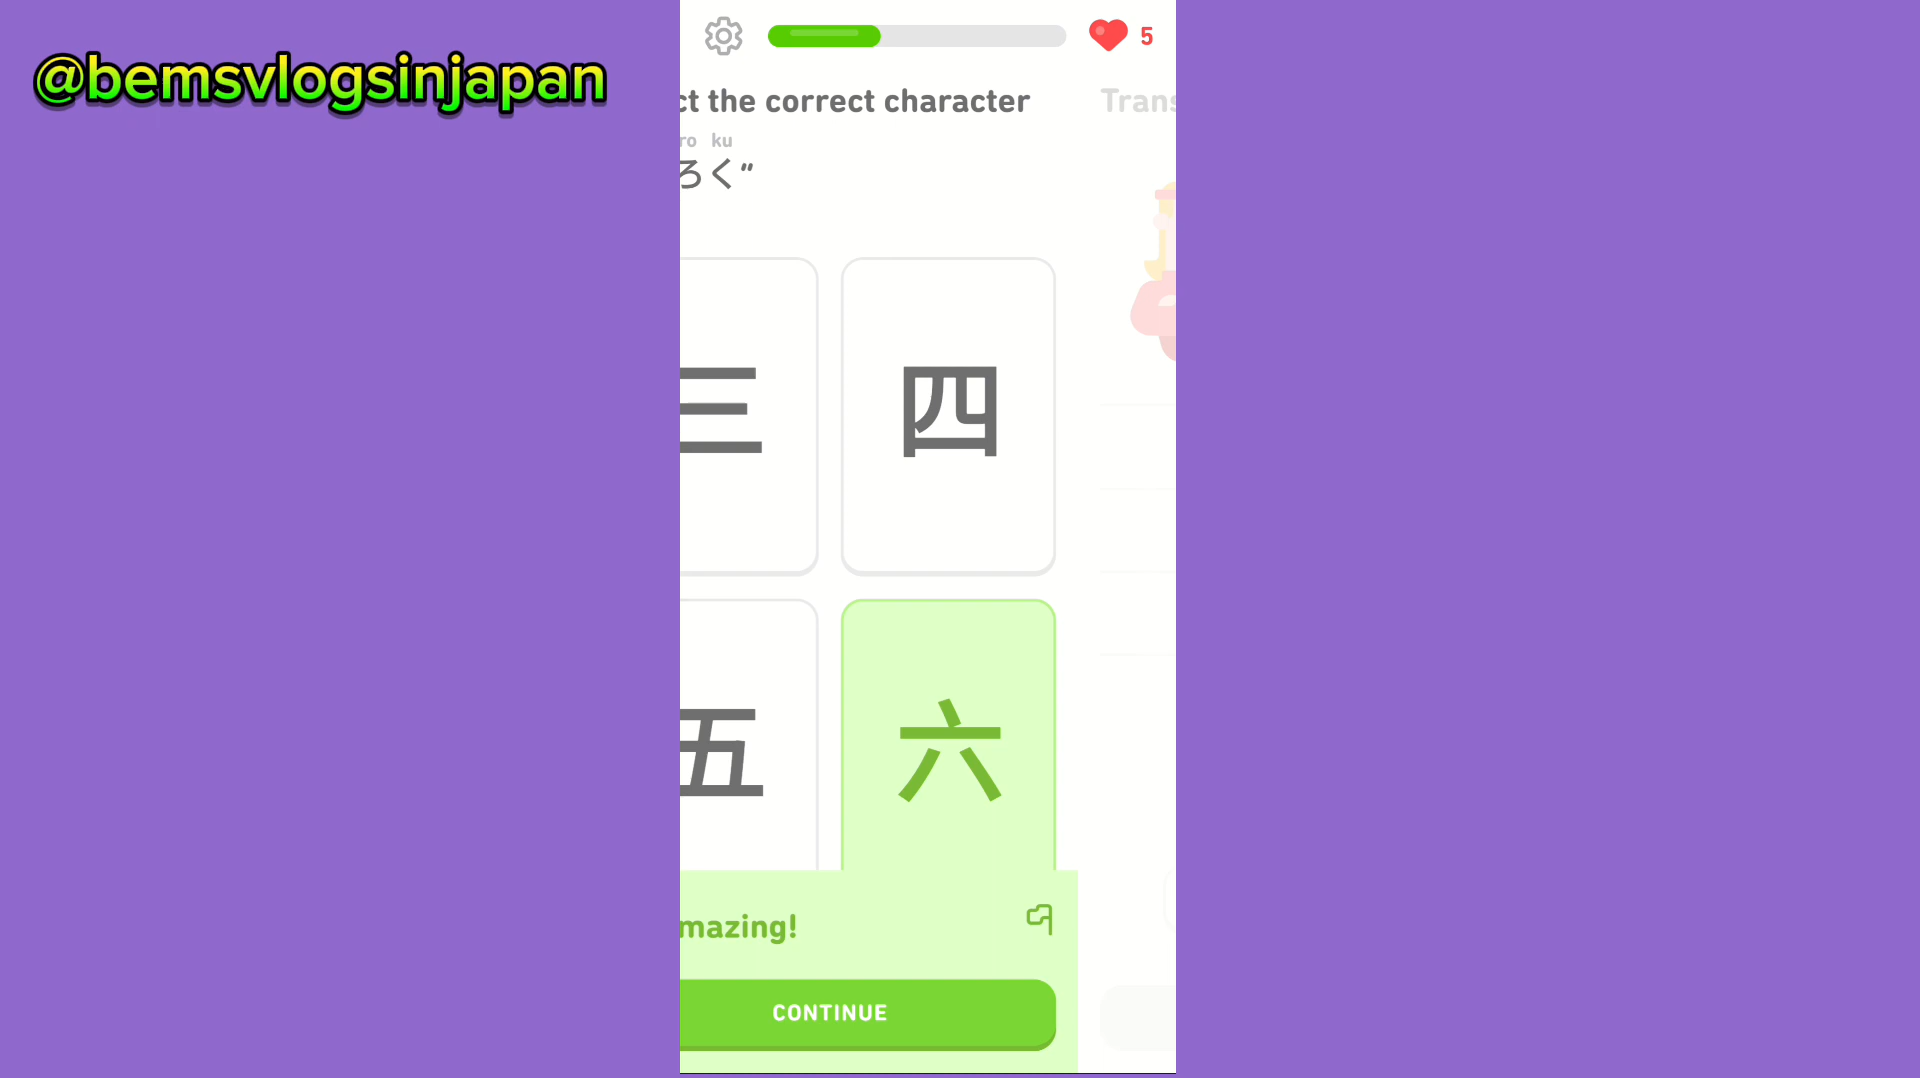 @bemsvlogsinjapan
5
ct the correct character
Trans
ro ku
ろく”
三
四
五
六
mazing!
CONTINUE